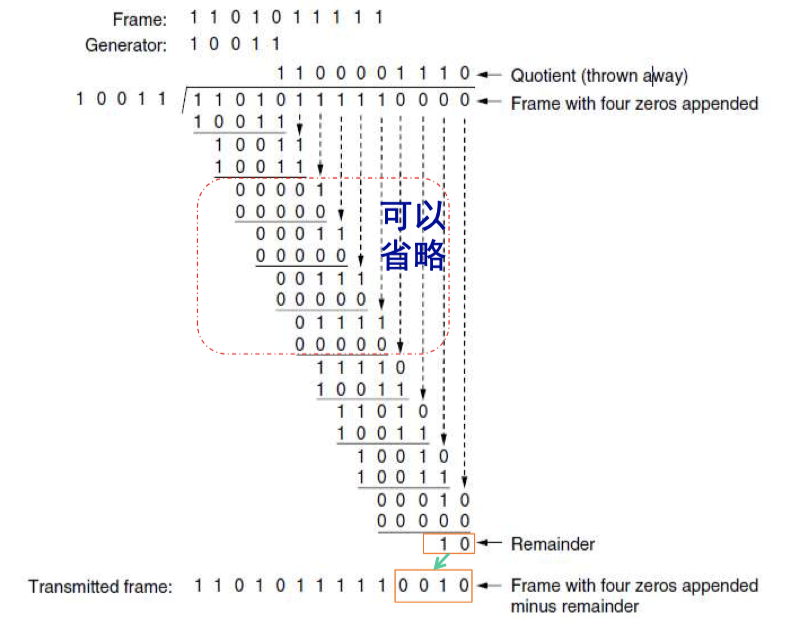 Frame: 1 1 0 1 0 1 1 1 1 1
Generator: 1 0 0 1 1
1 1 0 0 0 0 1 1 1 0 Quotient (thrown away)
1 0 0 1 1 1 1 0 1 0 1 1 1 1 1 0 0 0 0 Frame with four zeros appended
1 0 0 1 1
1 0 0 1 1
1 0 0 1 1
0 0 0 0 1
0 0 0 0 0
可以
0 0 0 1 1
0 0 0 0 0
省略
0 0 1 1 1
0 0 0 0 0
0 1 1 1 1
0 0 0 0 0
1 1 1 1 0
1 0 0 1 1
1 1 0 1 0
1 0 0 1 1
1 0 0 1 0
1 0 0 1 1
0 0 0 1 0
0 0 0 0 0
1 0 Remainder
Transmitted frame: 1 1 0 1 0 1 1 1 1 1 0 0 1 0 Frame with four zeros appended
minus remainder